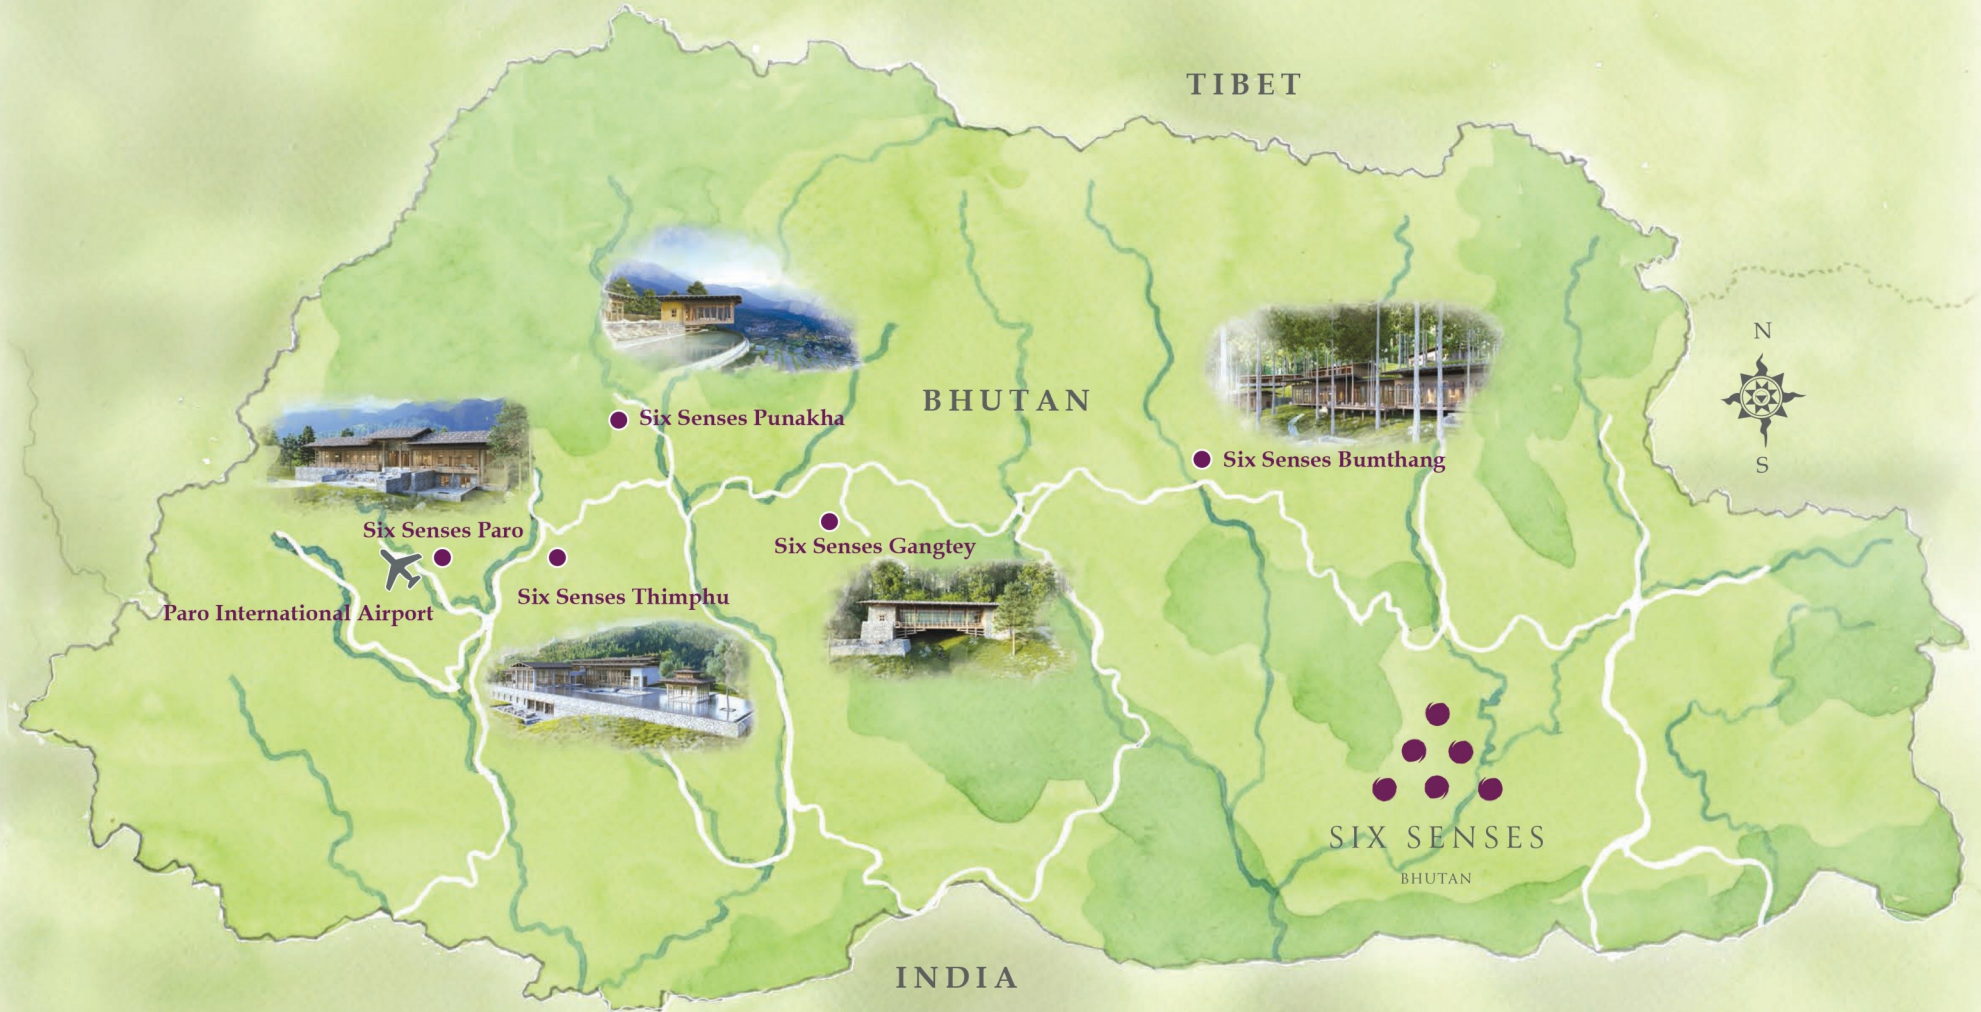 TIBET
N
BHUTAN
Six Senses Punakha
Six Senses Bumthang
S
Six Senses Paro
Six Senses Gangtey
Six Senses Thimphu
Paro International Airport
SIX SENSES
BHUTAN
INDIA